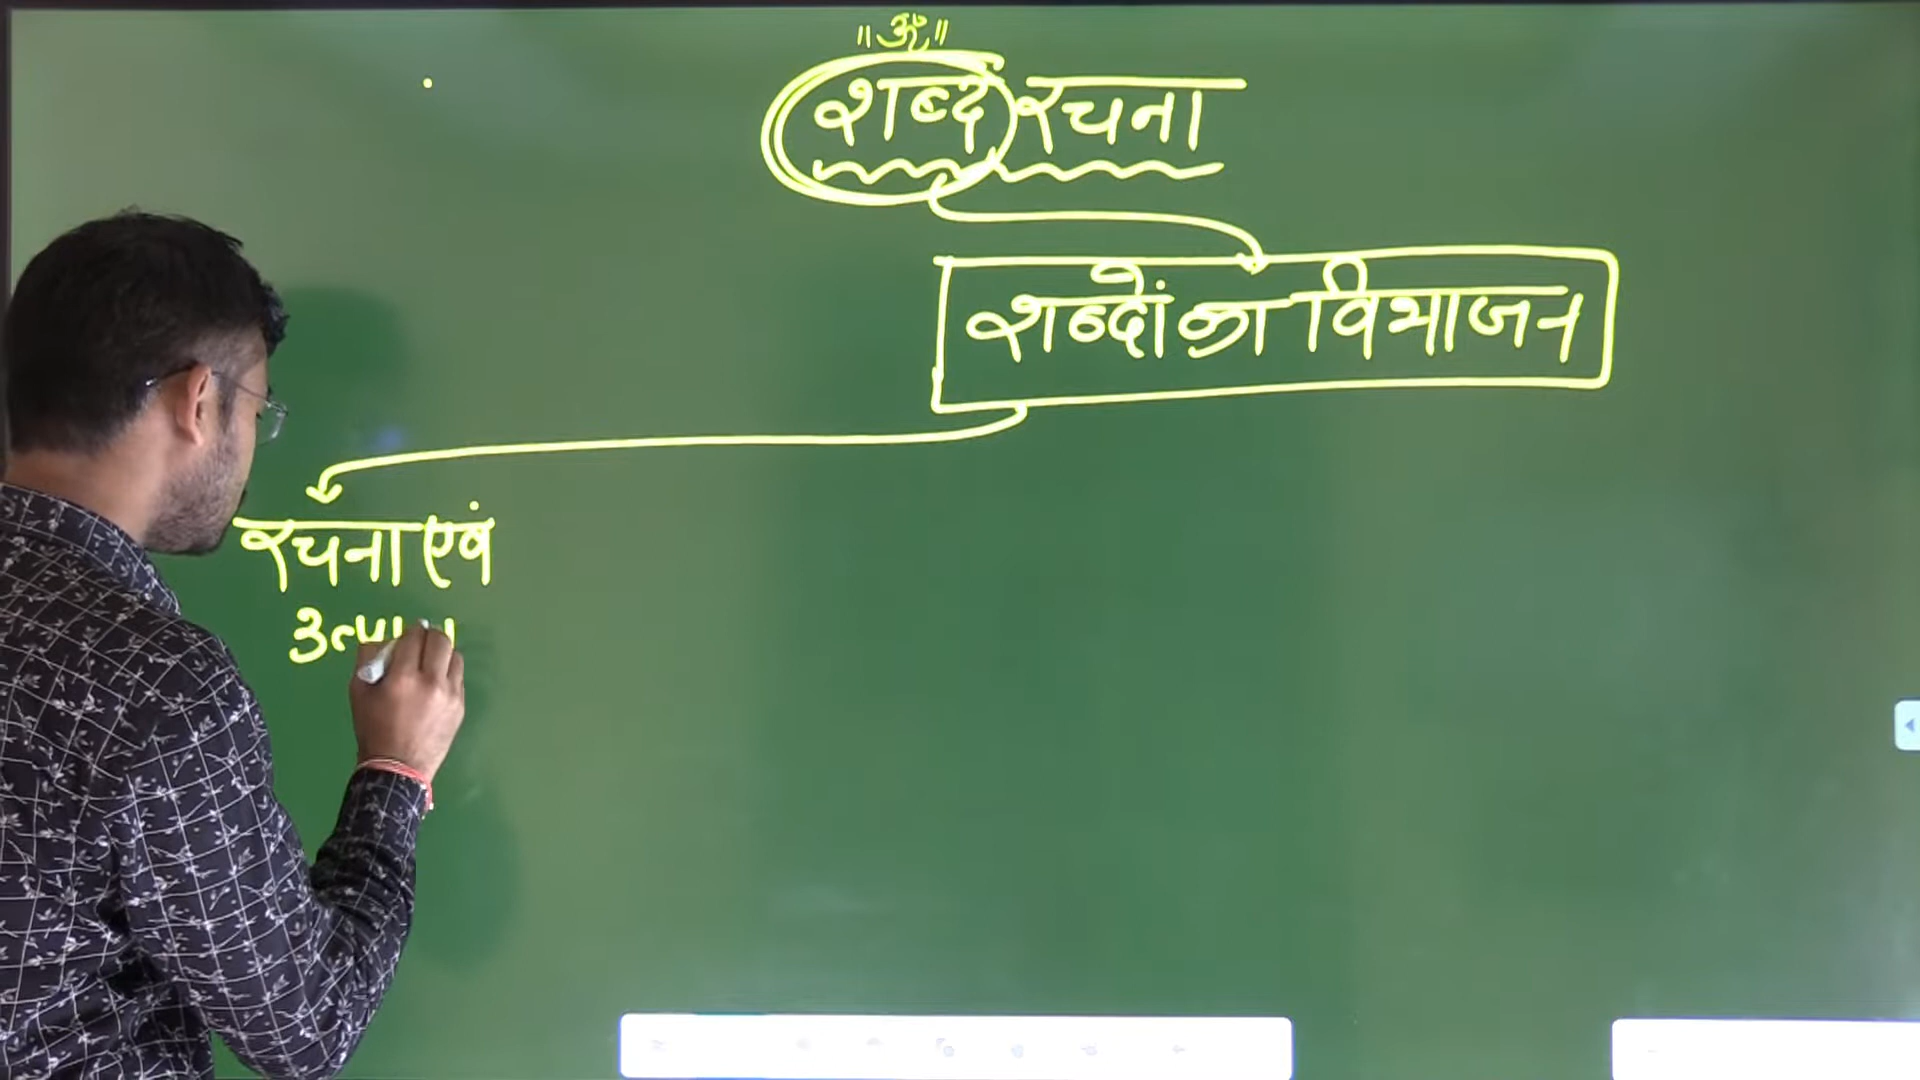 ॥ ॐ ॥
शब्द रचना
शब्दों का विभाजन
रचना एवं